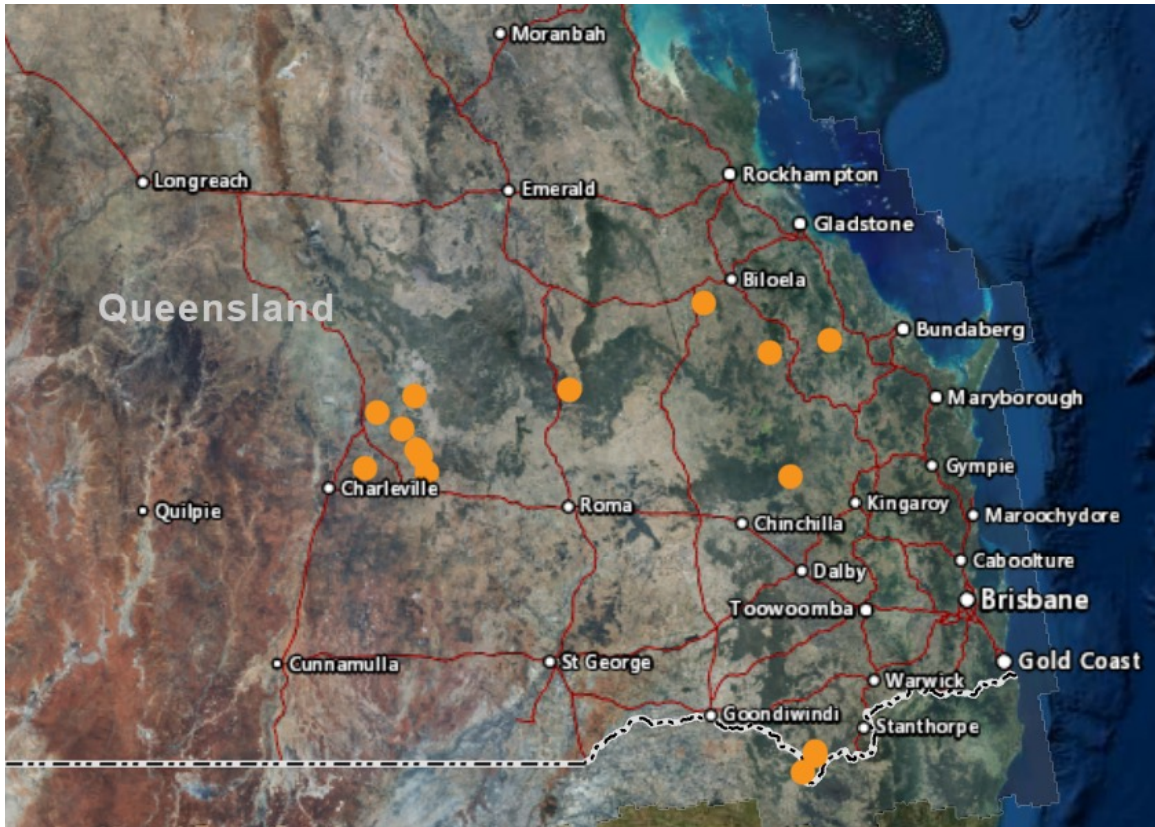 Moranbah
Longreach
Emerald
Rockhampton
Gladstone
Biloela
Queensland
Bundaberg
Maryborough
Gympie
Charleville
Quilpie
Roma
Kingaroy
Chinchilla
Maroochydore
Caboolture
Dalby
Toowoomba
Brisbane
Cunnamulla
St George
Gold Coast
Warwick
Goondiwindi
Stanthorpe